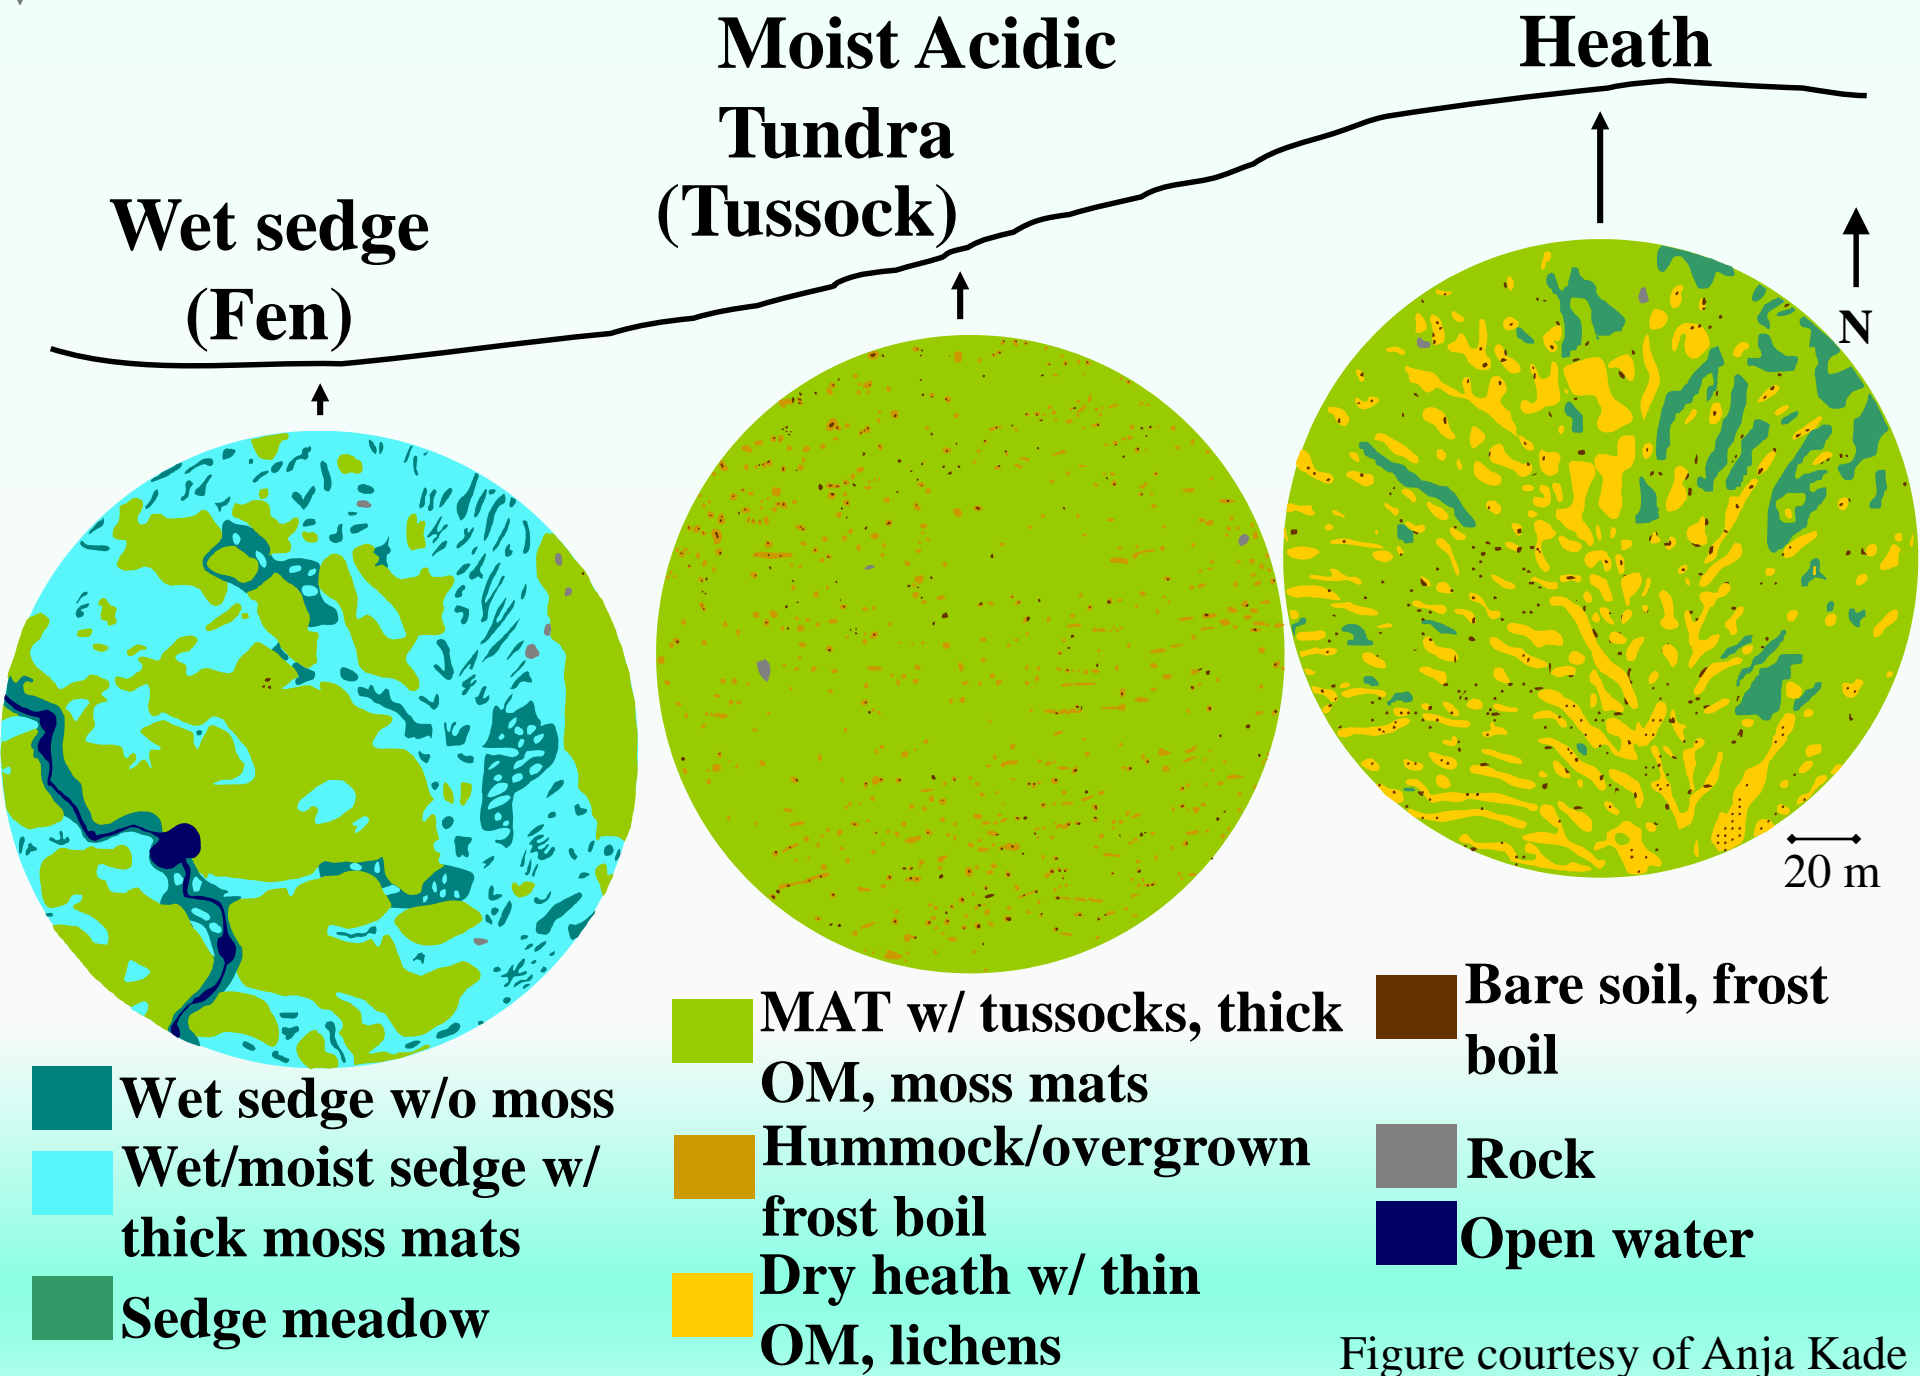 Moist Acidic
Tundra
(Tussock)
Heath
Wet sedge
(Fen)
N
20 m
Wet sedge w/o moss
Wet/moist sedge w/
thick moss mats
Sedge meadow
MAT w/ tussocks, thick
OM, moss mats
Hummock/overgrown
frost boil
Dry heath w/ thin
OM, lichens
Bare soil, frost
boil
Rock
Open water
Figure courtesy of Anja Kade